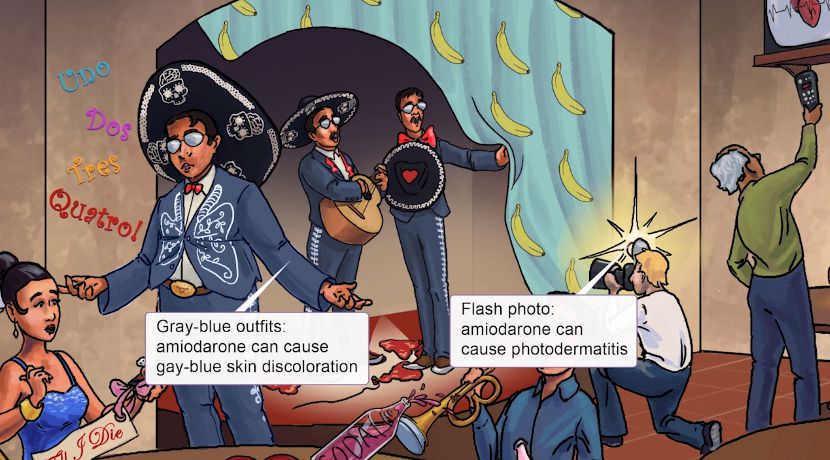 Uno
Dos
Tres
Quatro!
Gray-blue outfits:
amiodarone can cause
gay-blue skin discoloration
Flash photo:
amiodarone can
cause photodermatitis
I Die